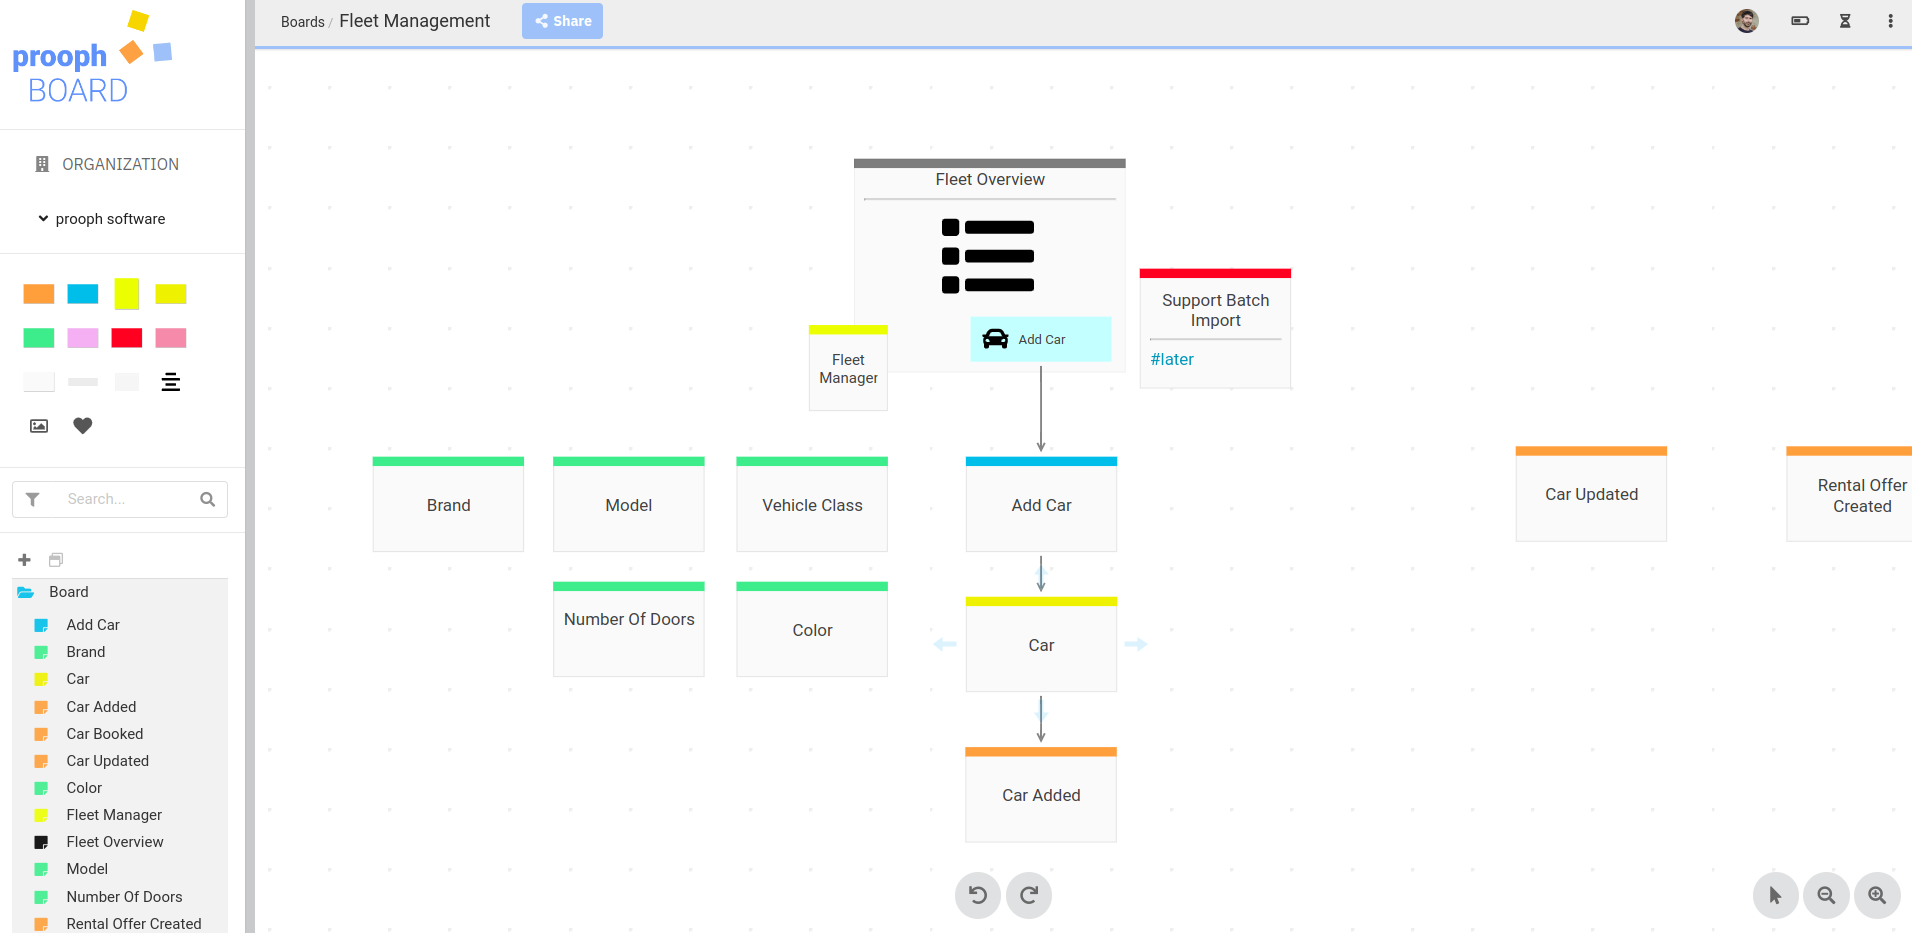 prooph
BOARD
ORGANIZATION
prooph software
Search...
Board
Add Car
Brand
Car
Car Added
Car Booked
Car Updated
Color
Fleet Manager
Fleet Overview
Model
Number Of Doors
Rental Offer Created
Boards / Fleet Management
Share
Fleet Overview
Add Car
Fleet
Manager
Support Batch
Import
#later
Brand
Model
Vehicle Class
Add Car
Car Updated
Rental Offer
Created
Number Of Doors
Color
Car
Car Added